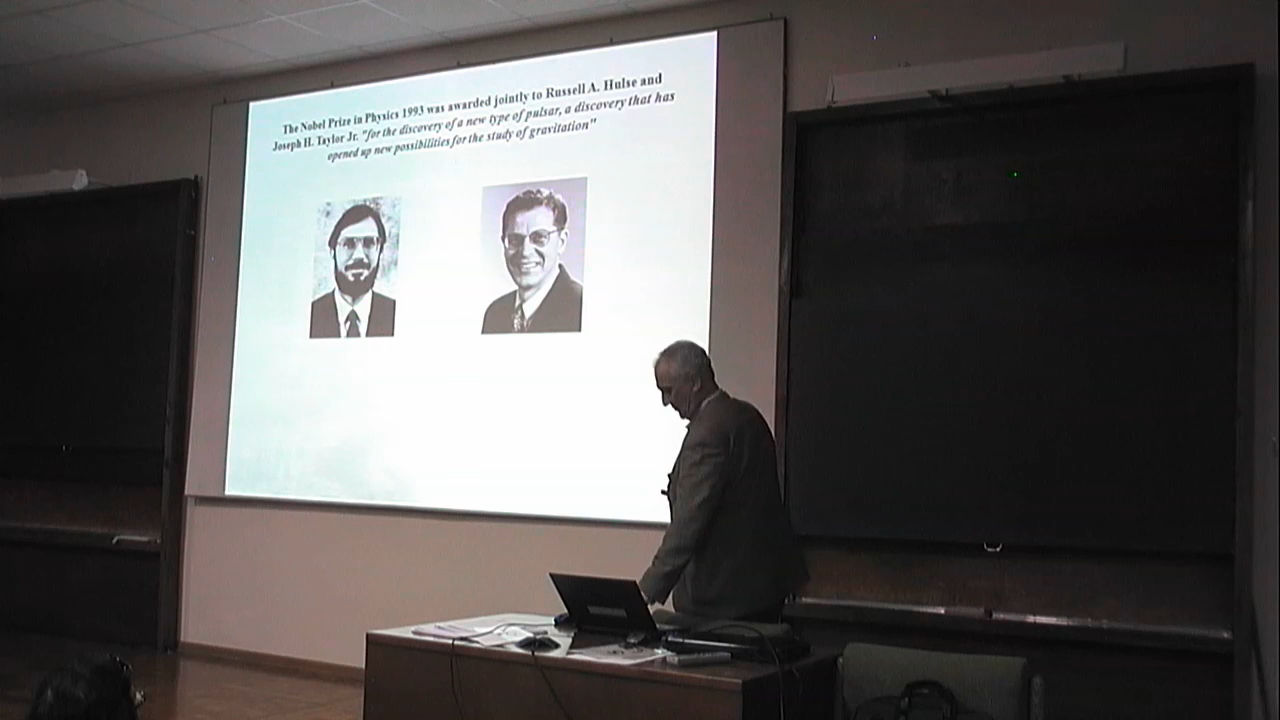 The Nobel Prize in Physics 1993 was awarded jointly to Russell A. Hulse and
Joseph H. Taylor Jr. "for the discovery of a new type of pulsar, a discovery that has
opened up new possibilities for the study of gravitation"